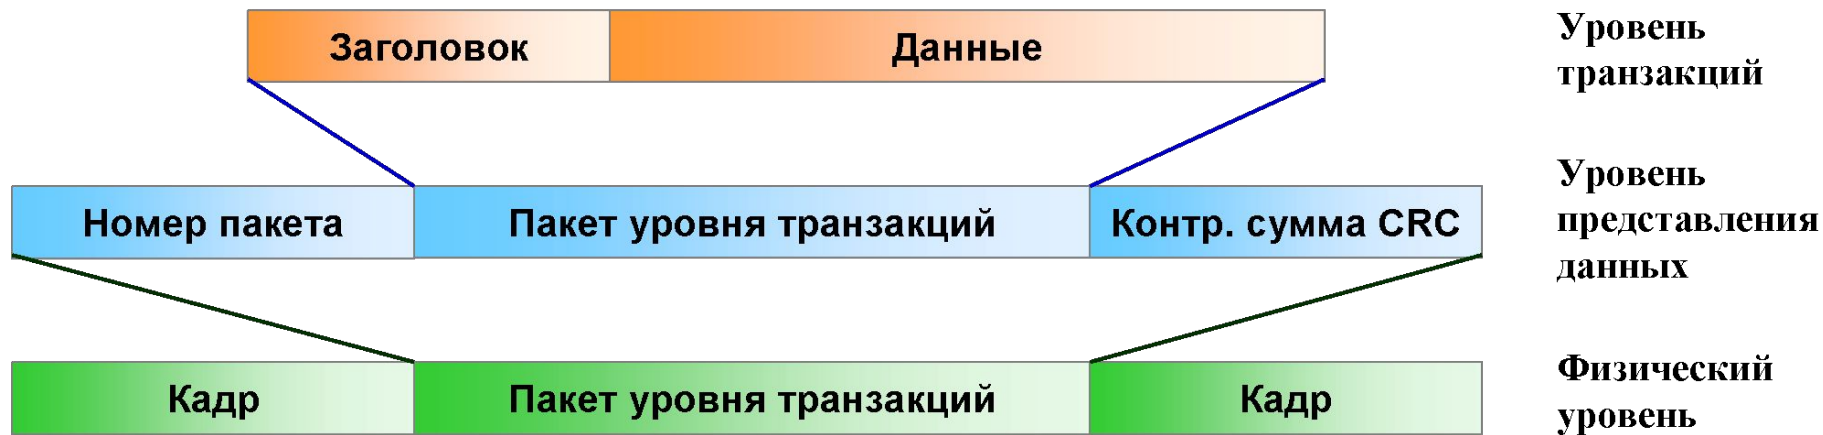 Заголовок
Данные
Уровень
транзакций
Номер пакета
Пакет уровня транзакций
Контр. сумма CRC
Уровень
представления
данных
Кадр
Пакет уровня транзакций
Кадр
Физический
уровень